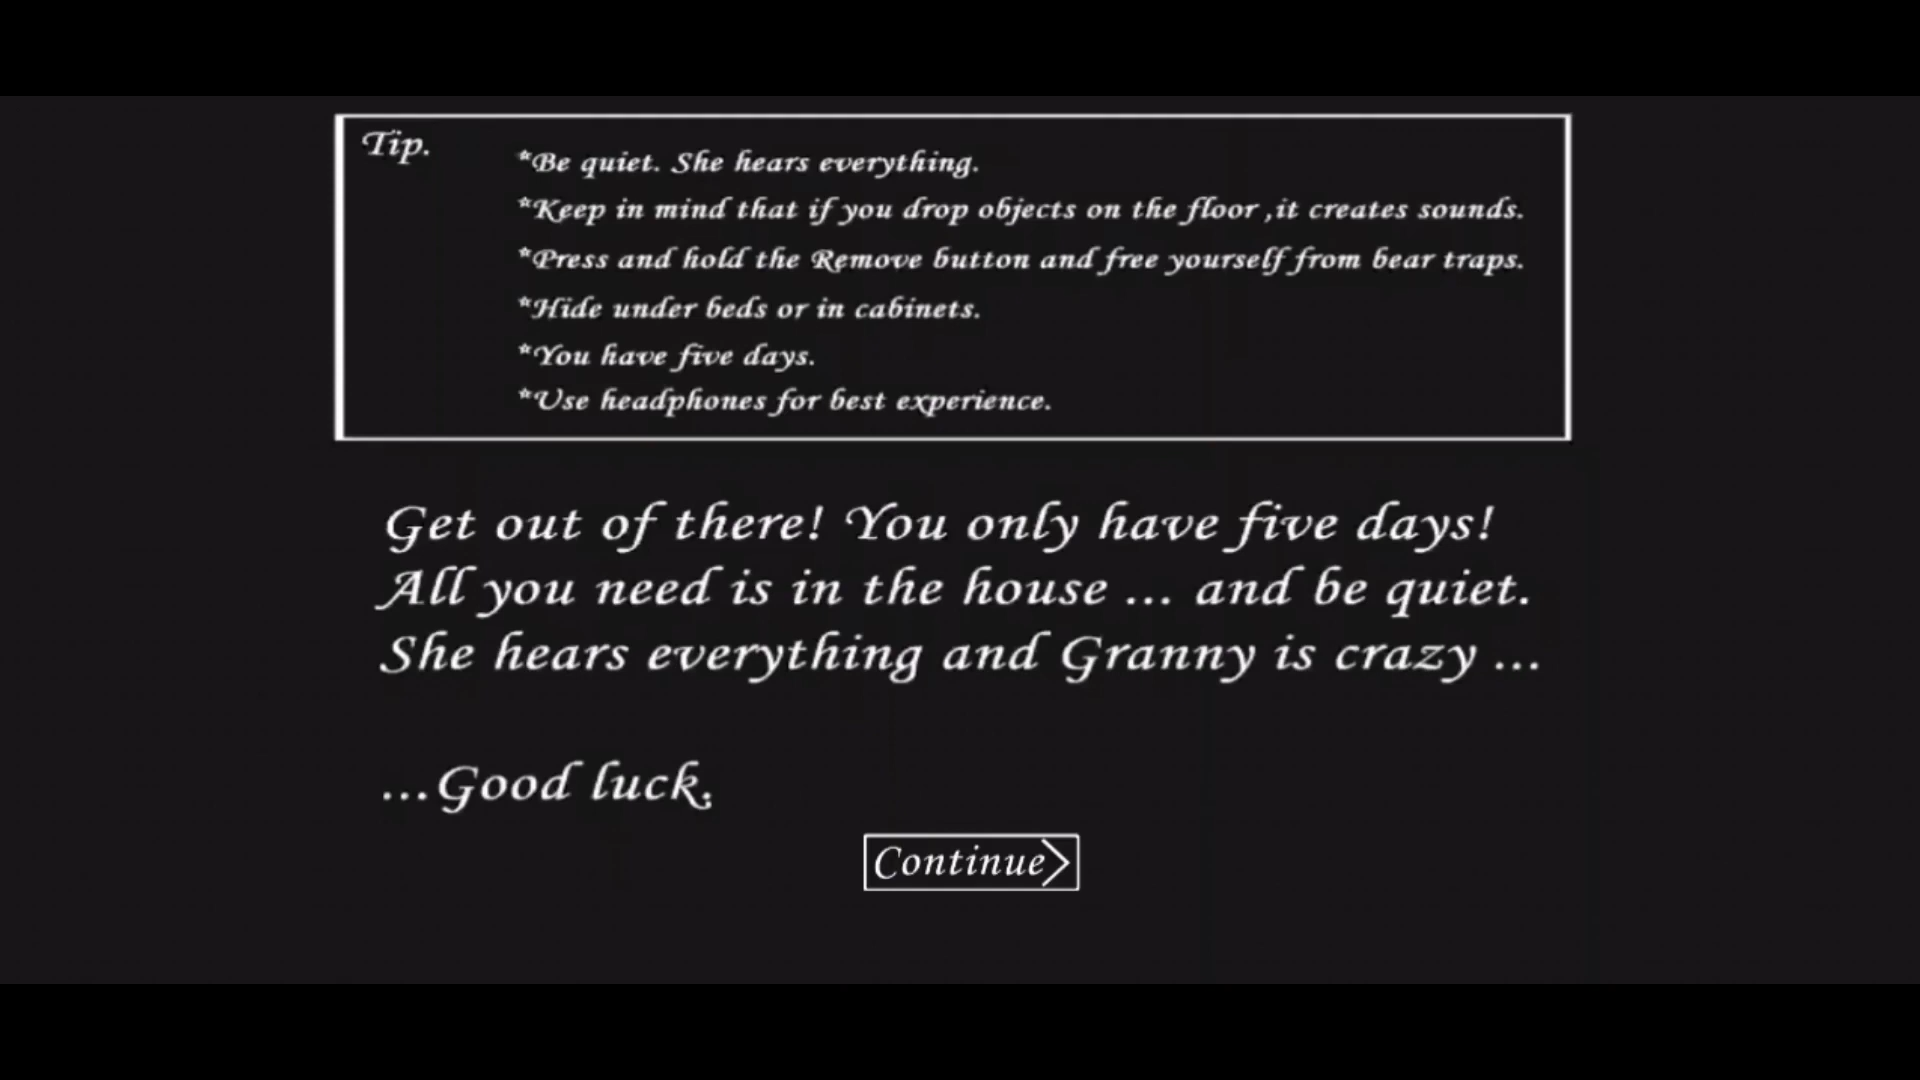 Tip.
*Be quiet. She hears everything.
*Keep in mind that if you drop objects on the floor ,it creates sounds.
*Press and hold the Remove button and free yourself from bear traps.
*Hide under beds or in cabinets.
*You have five days.
*Use headphones for best experience.
Get out of there! You only have five days!
All you need is in the house ... and be quiet.
She hears everything and Granny is crazy ...
...Good luck.
Continue>